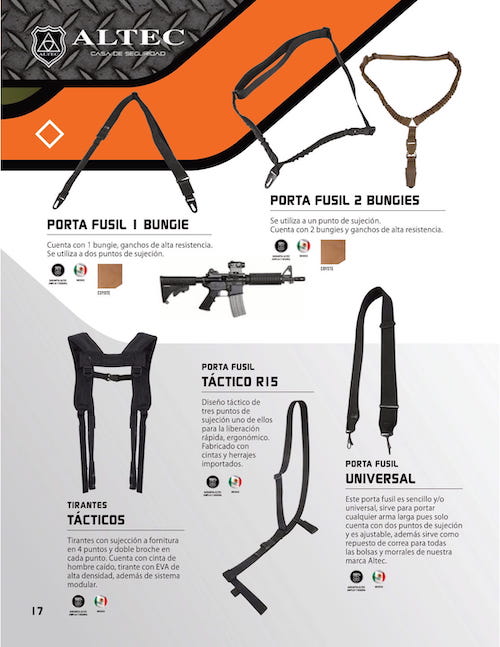 ALTEC
ALTEC
CASA DE SEGURIDAD
PORTA FUSIL 1 BUNGIE
Cuenta con 1 bungie, ganchos de alta resistencia.
Se utiliza a dos puntos de sujeción.
MÉXICO
COYOTE
PORTA FUSIL 2 BUNGIES
Se utiliza a un punto de sujeción.
Cuenta con 2 bungies y ganchos de alta resistencia.
MÉXICO
COYOTE
PORTA FUSIL
TÁCTICO R15
Diseño táctico de
tres puntos de
sujeción uno de ellos
para la liberación
rápida, ergonómico.
Fabricado con
cintas y herrajes
importados.
MÉXICO
PORTA FUSIL
UNIVERSAL
Este porta fusil es sencillo y/o
universal, sirve para portar
cualquier arma larga pues solo
cuenta con dos puntos de sujeción
y es ajustable, además sirve como
repuesto de correa para todas
las bolsas y morrales de nuestra
marca Altec.
MÉXICO
TIRANTES
TÁCTICOS
Tirantes con sujección a fornitura
en 4 puntos y doble broche en
cada punto. Cuenta con cinta de
hombre caído, tirante con EVA de
alta densidad, además de sistema
modular.
MÉXICO
17